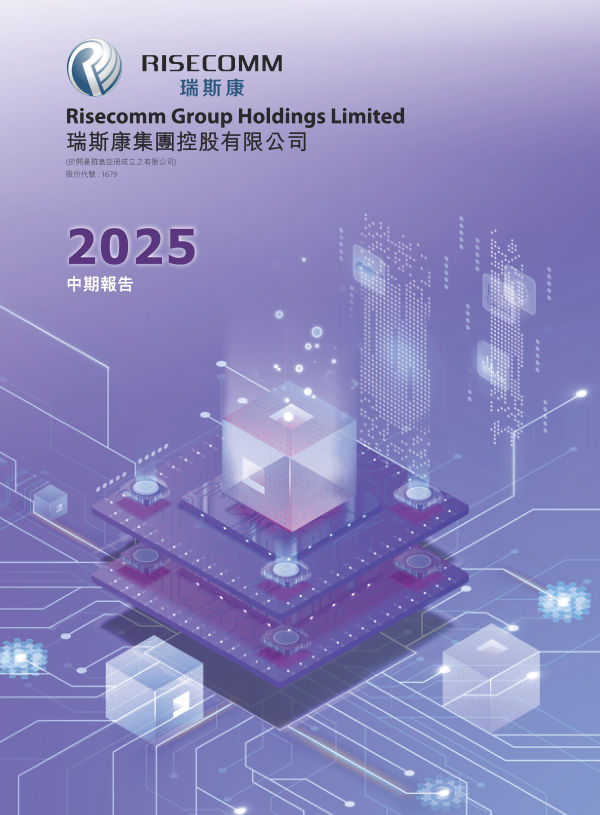 RISECOMM
瑞斯康
Risecomm Group Holdings Limited
瑞斯康集團控股有限公司
(於開曼群島註冊成立之有限公司)
股份代號 : 1679
2025
中期報告